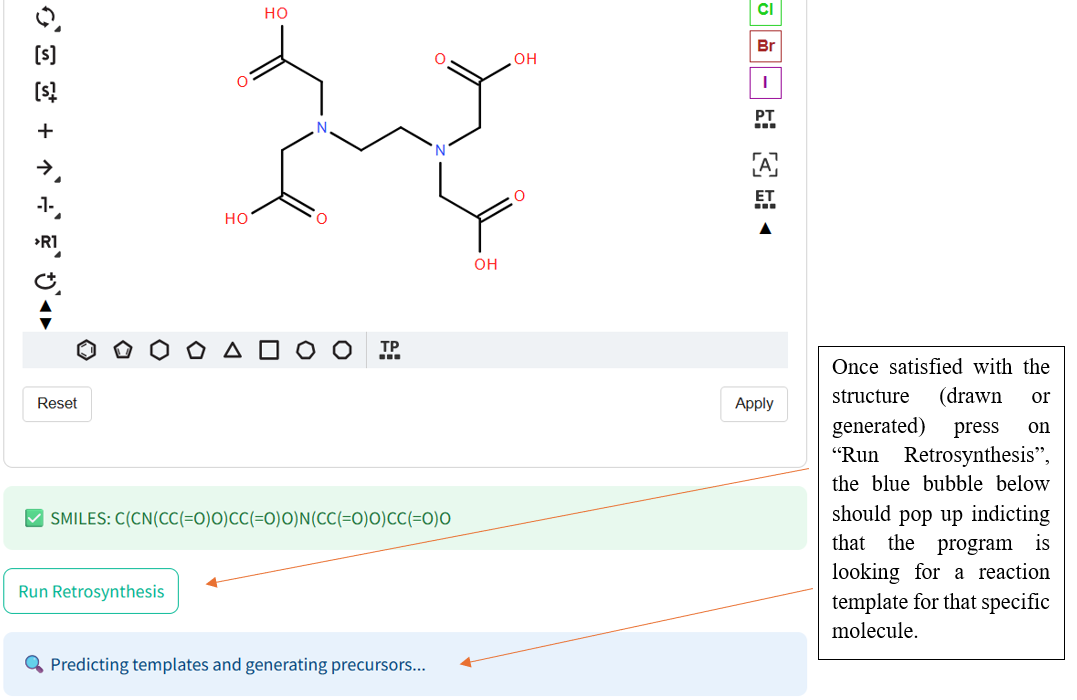 HO
O
O
OH
N
N
HO
O
O
OH
[s]
[s]
+
-1-
›R1
Cl
Br
I
PT
[A]
ET
TP
Reset
Apply
SMILES: C(CN(CC(=O)O)CC(=O)O)N(CC(=O)O)CC(=O)O
Run Retrosynthesis
Predicting templates and generating precursors...
Once satisfied with the
structure (drawn or
generated) press on
“Run Retrosynthesis”,
the blue bubble below
should pop up indicting
that the program is
looking for a reaction
template for that specific
molecule.